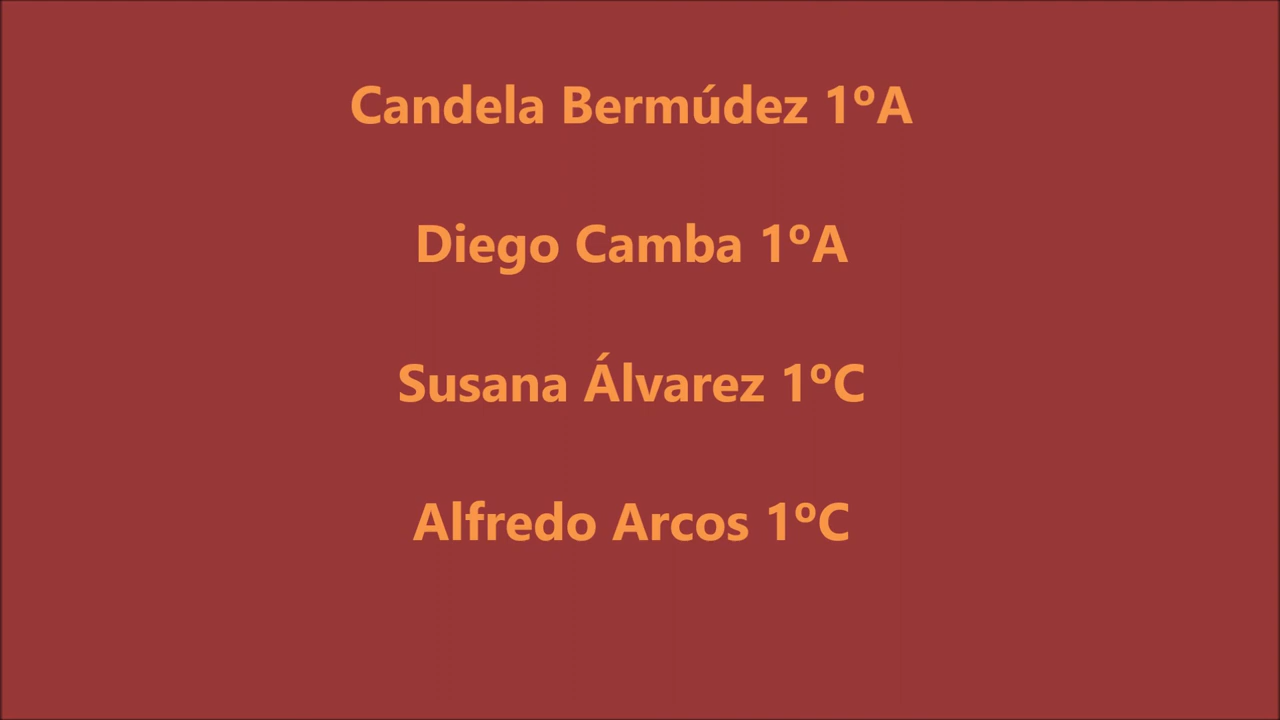 Candela Bermúdez 1ºA
Diego Camba 1ºA
Susana Álvarez 1ºC
Alfredo Arcos 1ºC